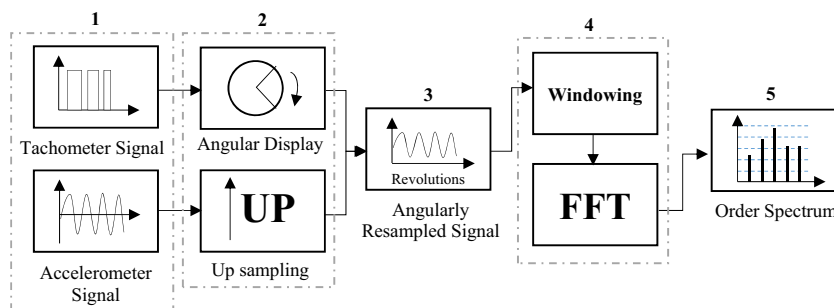 1
2
3
4
5
Tachometer Signal
Accelerometer
Signal
Angular Display
UP
Up sampling
Revolutions
Angularly
Resampled Signal
Windowing
FFT
Order Spectrum